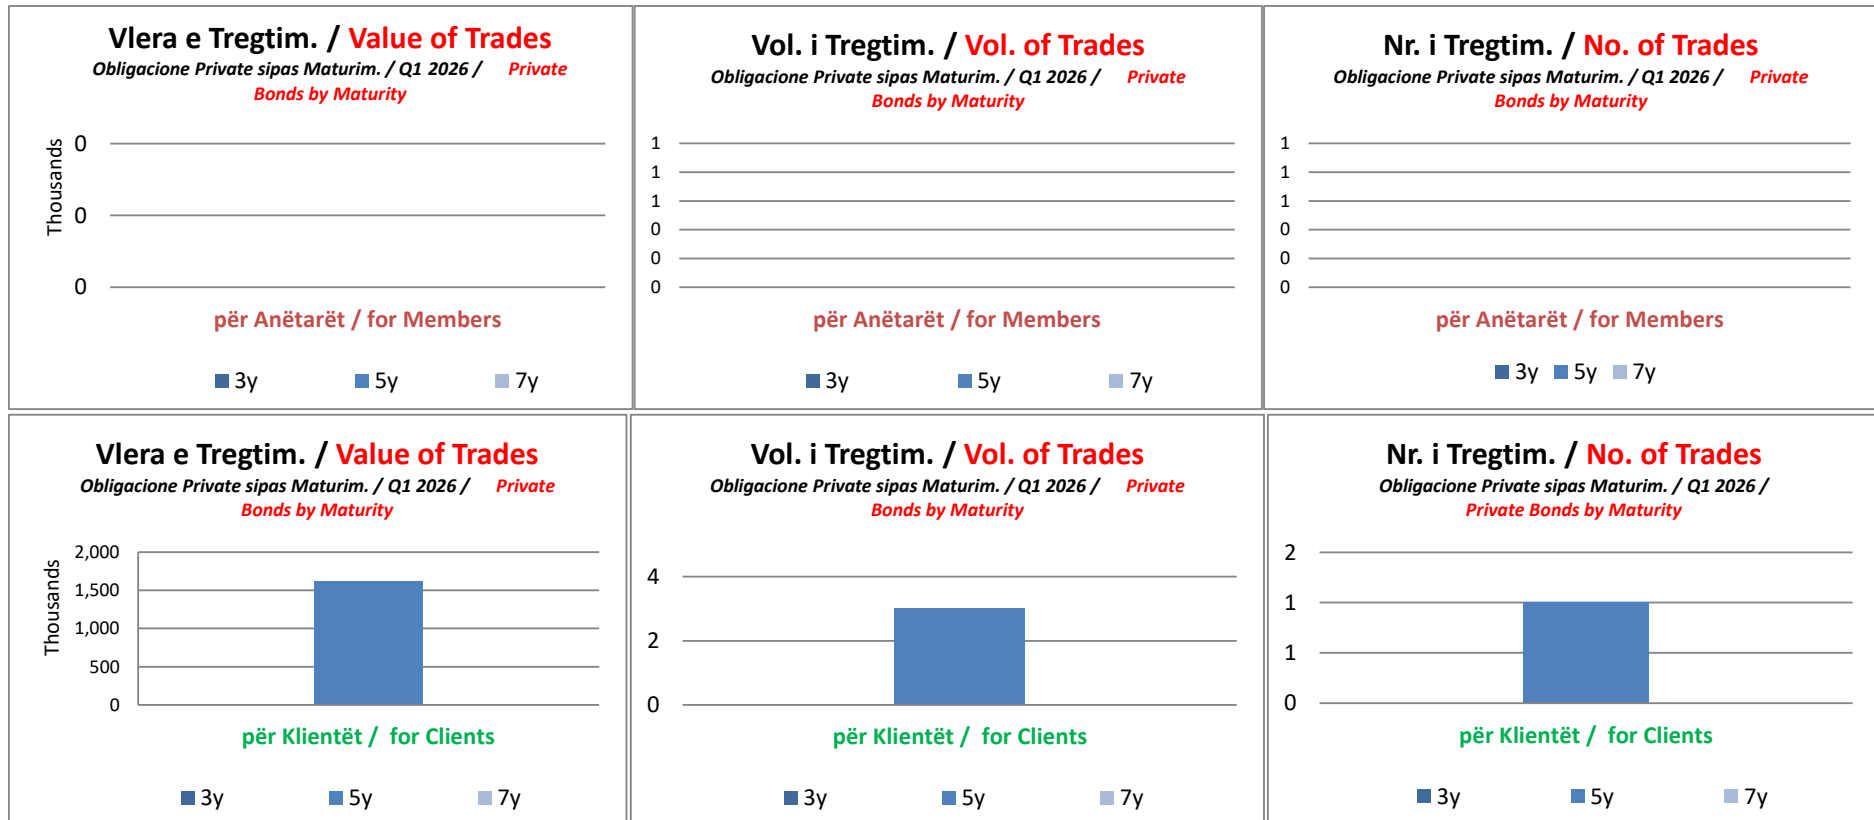 Vlera e Tregtim. / Value of Trades
Obligacione Private sipas Maturim. / Q1 2026 / Private
Bonds by Maturity
Thousands
0
0
0
për Anëtarët / for Members
3y 5y 7y
Vol. i Tregtim. / Vol. of Trades
Obligacione Private sipas Maturim. / Q1 2026 / Private
Bonds by Maturity
1
1
1
0
0
0
për Anëtarët / for Members
3y 5y 7y
Nr. i Tregtim. / No. of Trades
Obligacione Private sipas Maturim. / Q1 2026 / Private
Bonds by Maturity
1
1
1
0
0
0
për Anëtarët / for Members
3y 5y 7y
Vlera e Tregtim. / Value of Trades
Obligacione Private sipas Maturim. / Q1 2026 / Private
Bonds by Maturity
Thousands
2,000
1,500
1,000
500
0
për Klientët / for Clients
3y 5y 7y
Vol. i Tregtim. / Vol. of Trades
Obligacione Private sipas Maturim. / Q1 2026 / Private
Bonds by Maturity
4
2
0
për Klientët / for Clients
3y 5y 7y
Nr. i Tregtim. / No. of Trades
Obligacione Private sipas Maturim. / Q1 2026 /
Private Bonds by Maturity
2
1
1
0
për Klientët / for Clients
3y 5y 7y